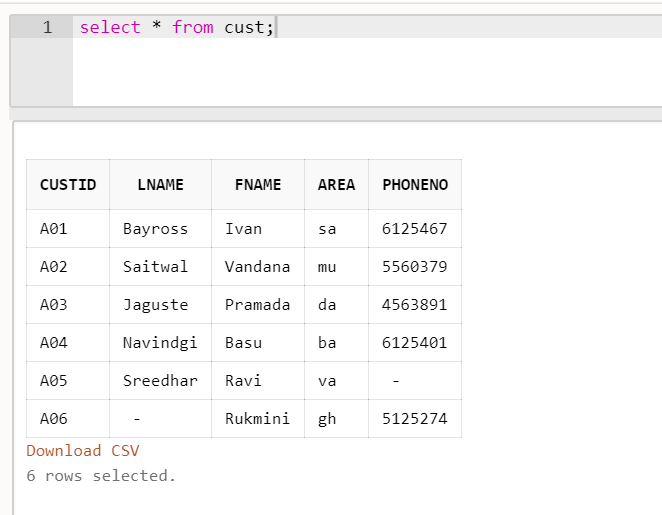 1 select * from cust;
CUSTID LNAME FNAME AREA PHONENO
A01 Bayross Ivan sa 6125467
A02 Saitwal Vandana mu 5560379
A03 Jaguste Pramada da 4563891
A04 Navindgi Basu ba 6125401
A05 Sreedhar Ravi va -
A06 - Rukmini gh 5125274
Download CSV
6 rows selected.